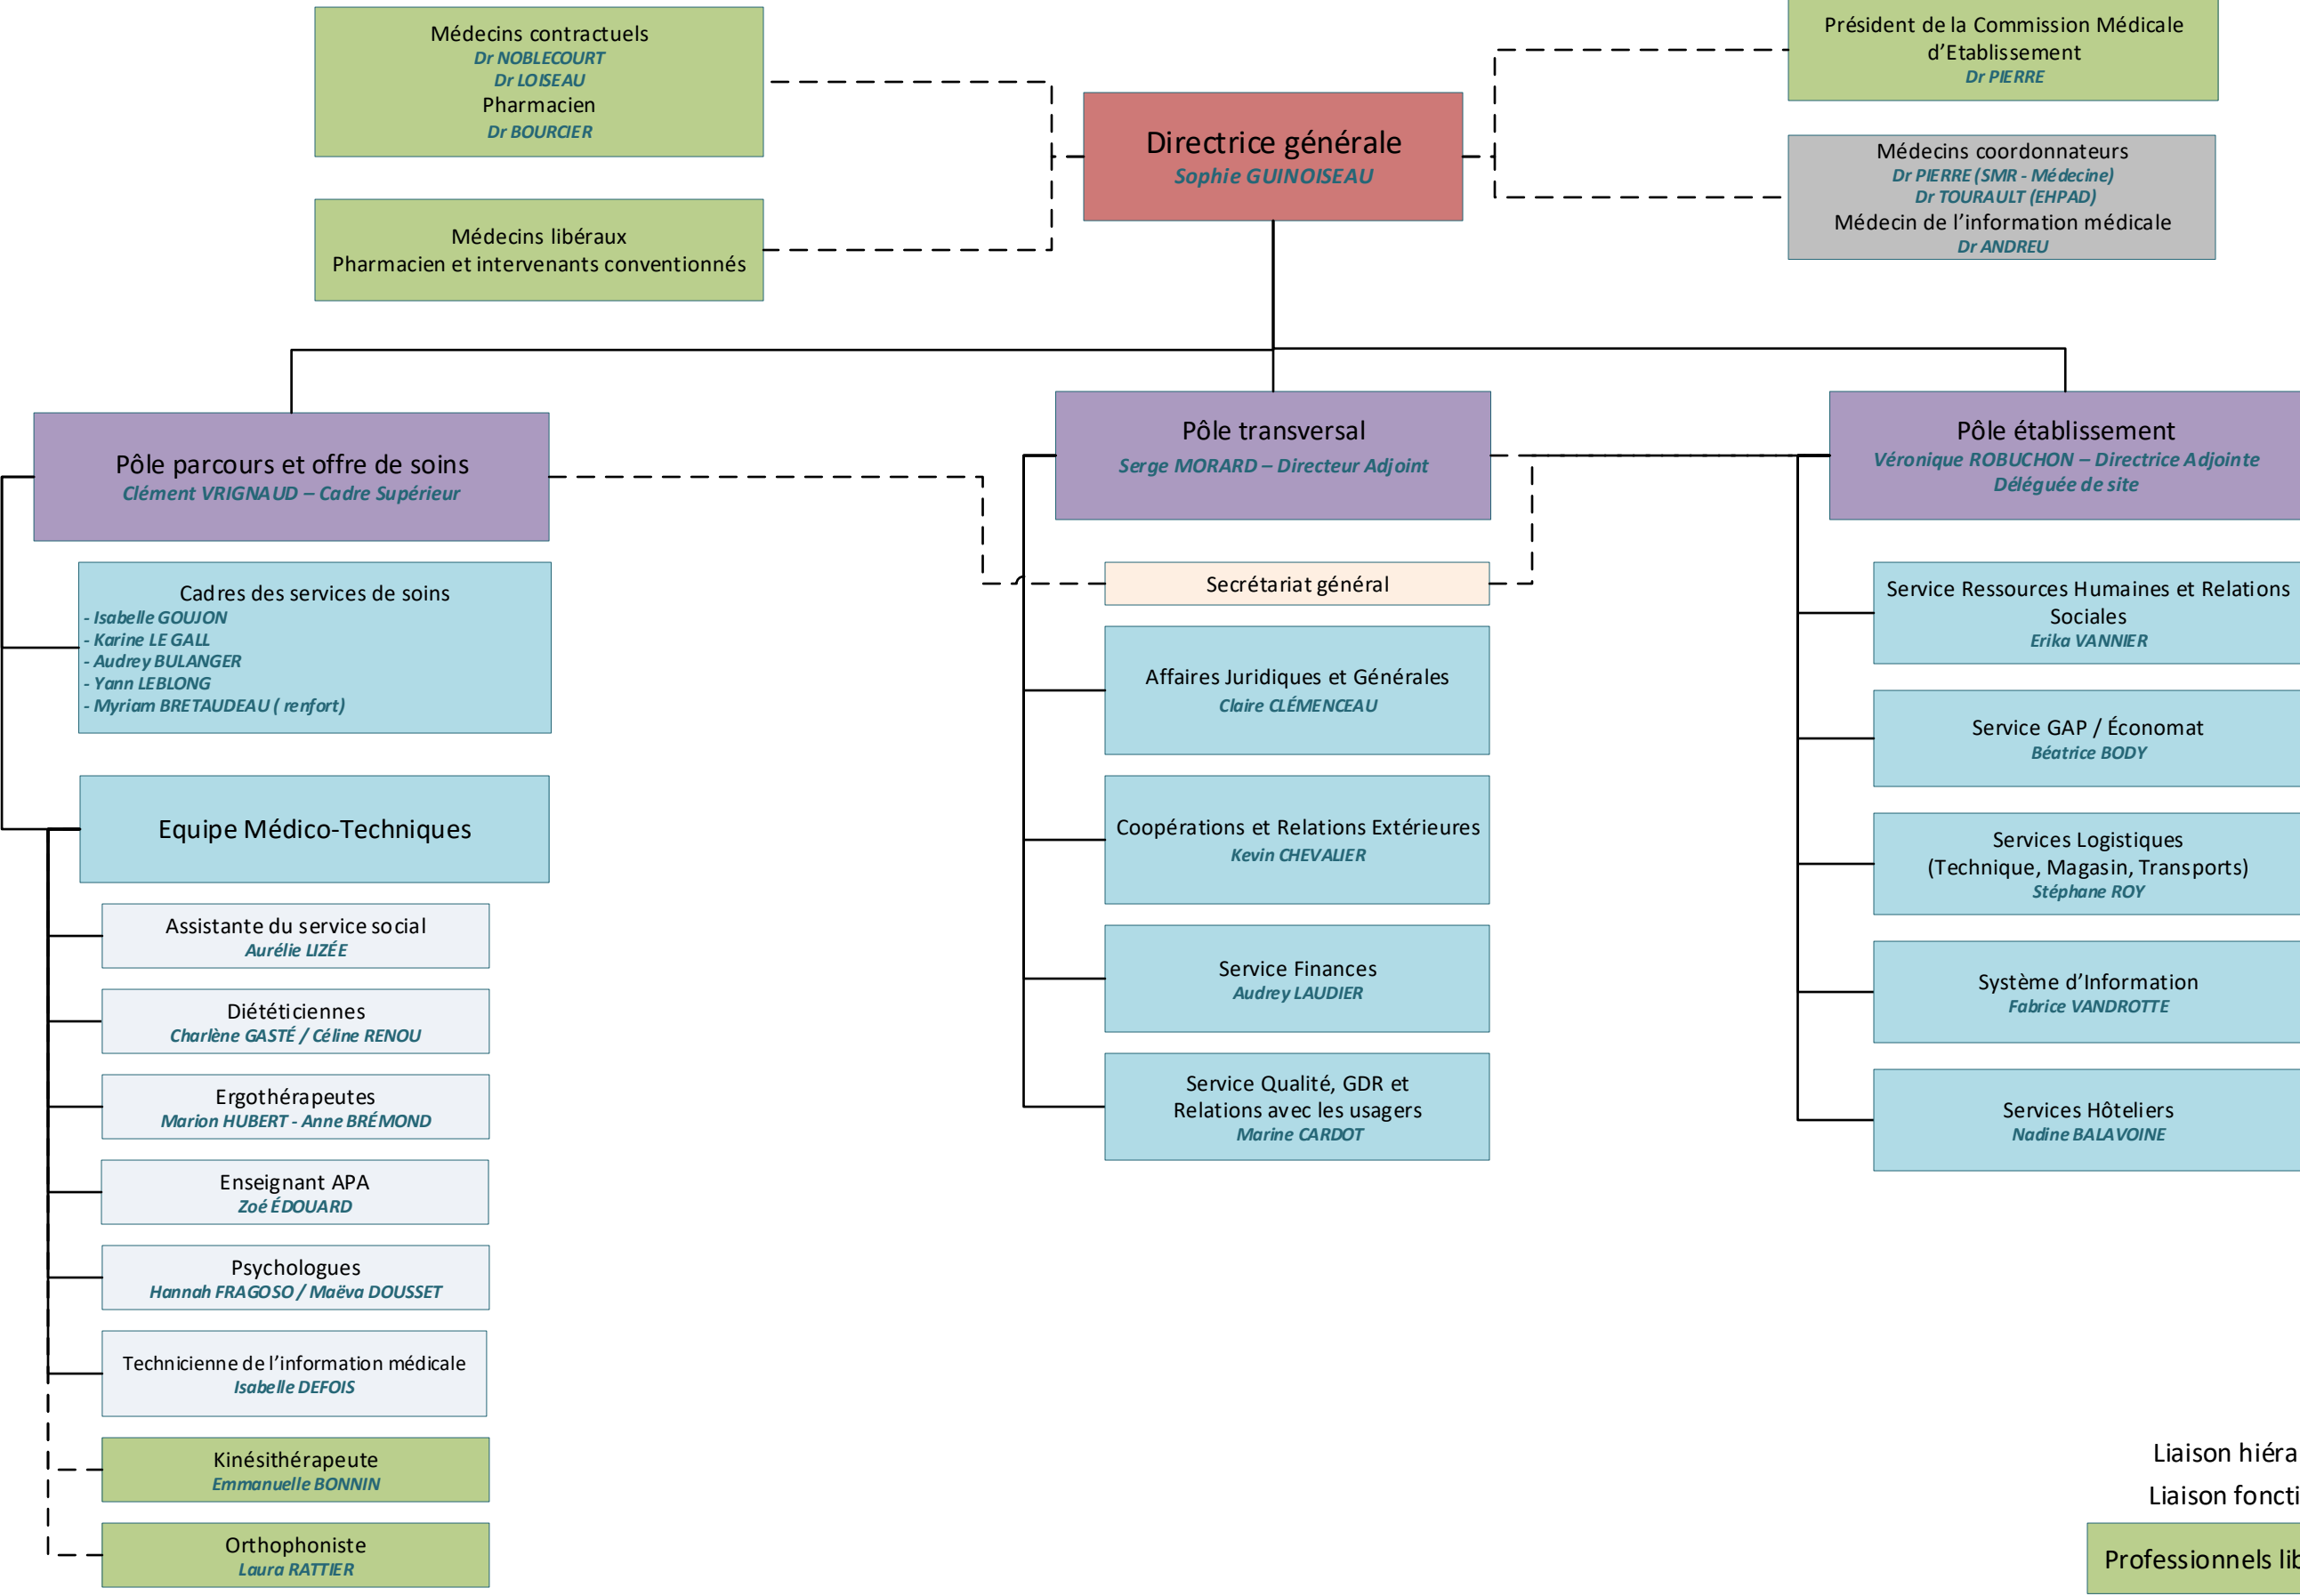 Médecins contractuels
Dr NOBLECOURT
Dr LOISEAU
Pharmacien
Dr BOURCIER
Médecins libéraux
Pharmacien et intervenants conventionnés
Directrice générale
Sophie GUINOISEAU
Président de la Commission Médicale
d’Etablissement
Dr PIERRE
Médecins coordonnateurs
Dr PIERRE (SMR - Médecine)
Dr TOURAULT (EHPAD)
Médecin de l’information médicale
Dr ANDREU
Pôle parcours et offre de soins
Clément VRIGNAUD – Cadre Supérieur
Cadres des services de soins
- Isabelle GOUJON
- Karine LE GALL
- Audrey BULANGER
- Yann LEBLONG
- Myriam BRETAUDEAU ( renfort)
Equipe Médico-Techniques
Assistante du service social
Aurélie LIZÉE
Diététiciennes
Charlène GASTÉ / Céline RENOU
Ergothérapeutes
Marion HUBERT - Anne BRÉMOND
Enseignant APA
Zoé ÉDOUARD
Psychologues
Hannah FRAGOSO / Maëva DOUSSET
Technicienne de l’information médicale
Isabelle DEFOIS
Kinésithérapeute
Emmanuelle BONNIN
Orthophoniste
Laura RATTIER
Pôle transversal
Serge MORARD – Directeur Adjoint
Secrétariat général
Affaires Juridiques et Générales
Claire CLÉMENCEAU
Coopérations et Relations Extérieures
Kevin CHEVALIER
Service Finances
Audrey LAUDIER
Service Qualité, GDR et
Relations avec les usagers
Marine CARDOT
Pôle établissement
Véronique ROBUCHON – Directrice Adjointe
Déléguée de site
Service Ressources Humaines et Relations
Sociales
Erika VANNIER
Service GAP / Économat
Béatrice BODY
Services Logistiques
(Technique, Magasin, Transports)
Stéphane ROY
Système d’Information
Fabrice VANDROTTE
Services Hôteliers
Nadine BALAVOINE
Liaison hiéra
Liaison foncti
Professionnels lib